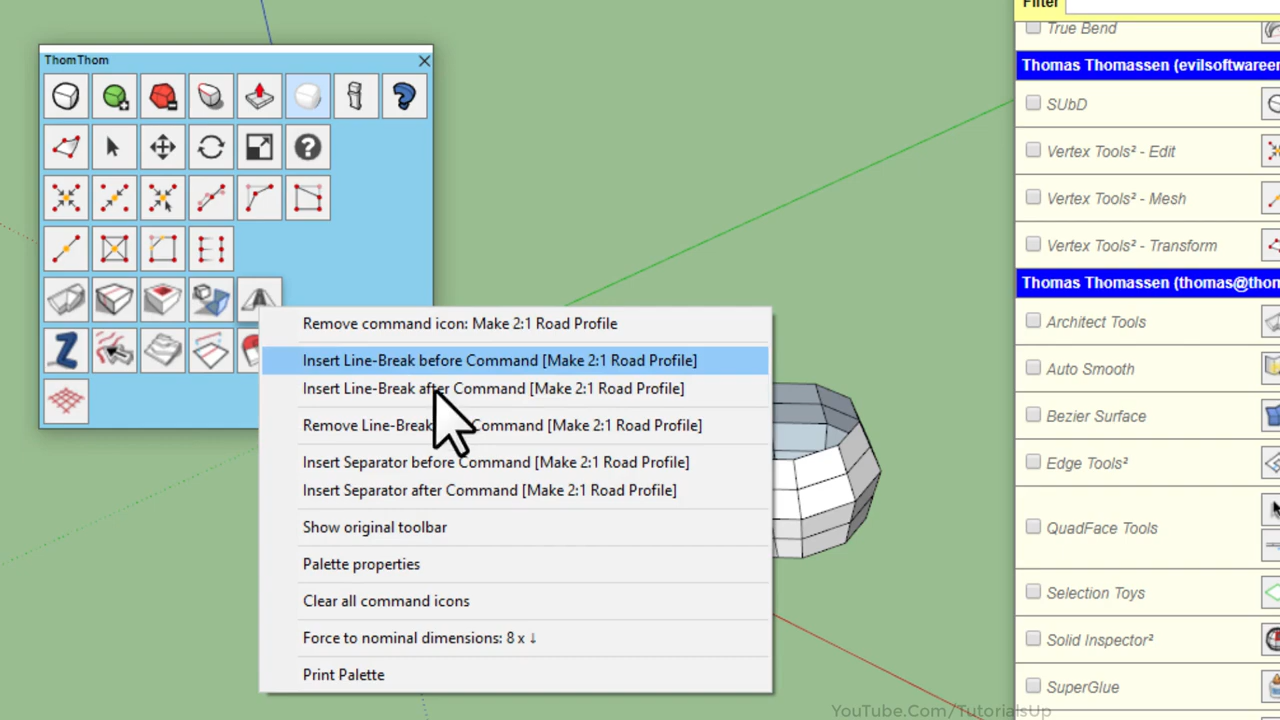 ThomThom
Remove command icon: Make 2:1 Road Profile
Insert Line-Break before Command [Make 2:1 Road Profile]
Insert Line-Break after Command [Make 2:1 Road Profile]
Remove Line-Break Command [Make 2:1 Road Profile]
Insert Separator before Command [Make 2:1 Road Profile]
Insert Separator after Command [Make 2:1 Road Profile]
Show original toolbar
Palette properties
Clear all command icons
Force to nominal dimensions: 8 x ↓
Print Palette
Filter
True Bend
Thomas Thomassen (evilsoftwareer
SUbD
Vertex Tools² - Edit
Vertex Tools² - Mesh
Vertex Tools² - Transform
Thomas Thomassen (thomas@thon
Architect Tools
Auto Smooth
Bezier Surface
Edge Tools²
QuadFace Tools
Selection Toys
Solid Inspector²
SuperGlue
YouTube.Com/TutorialsUp